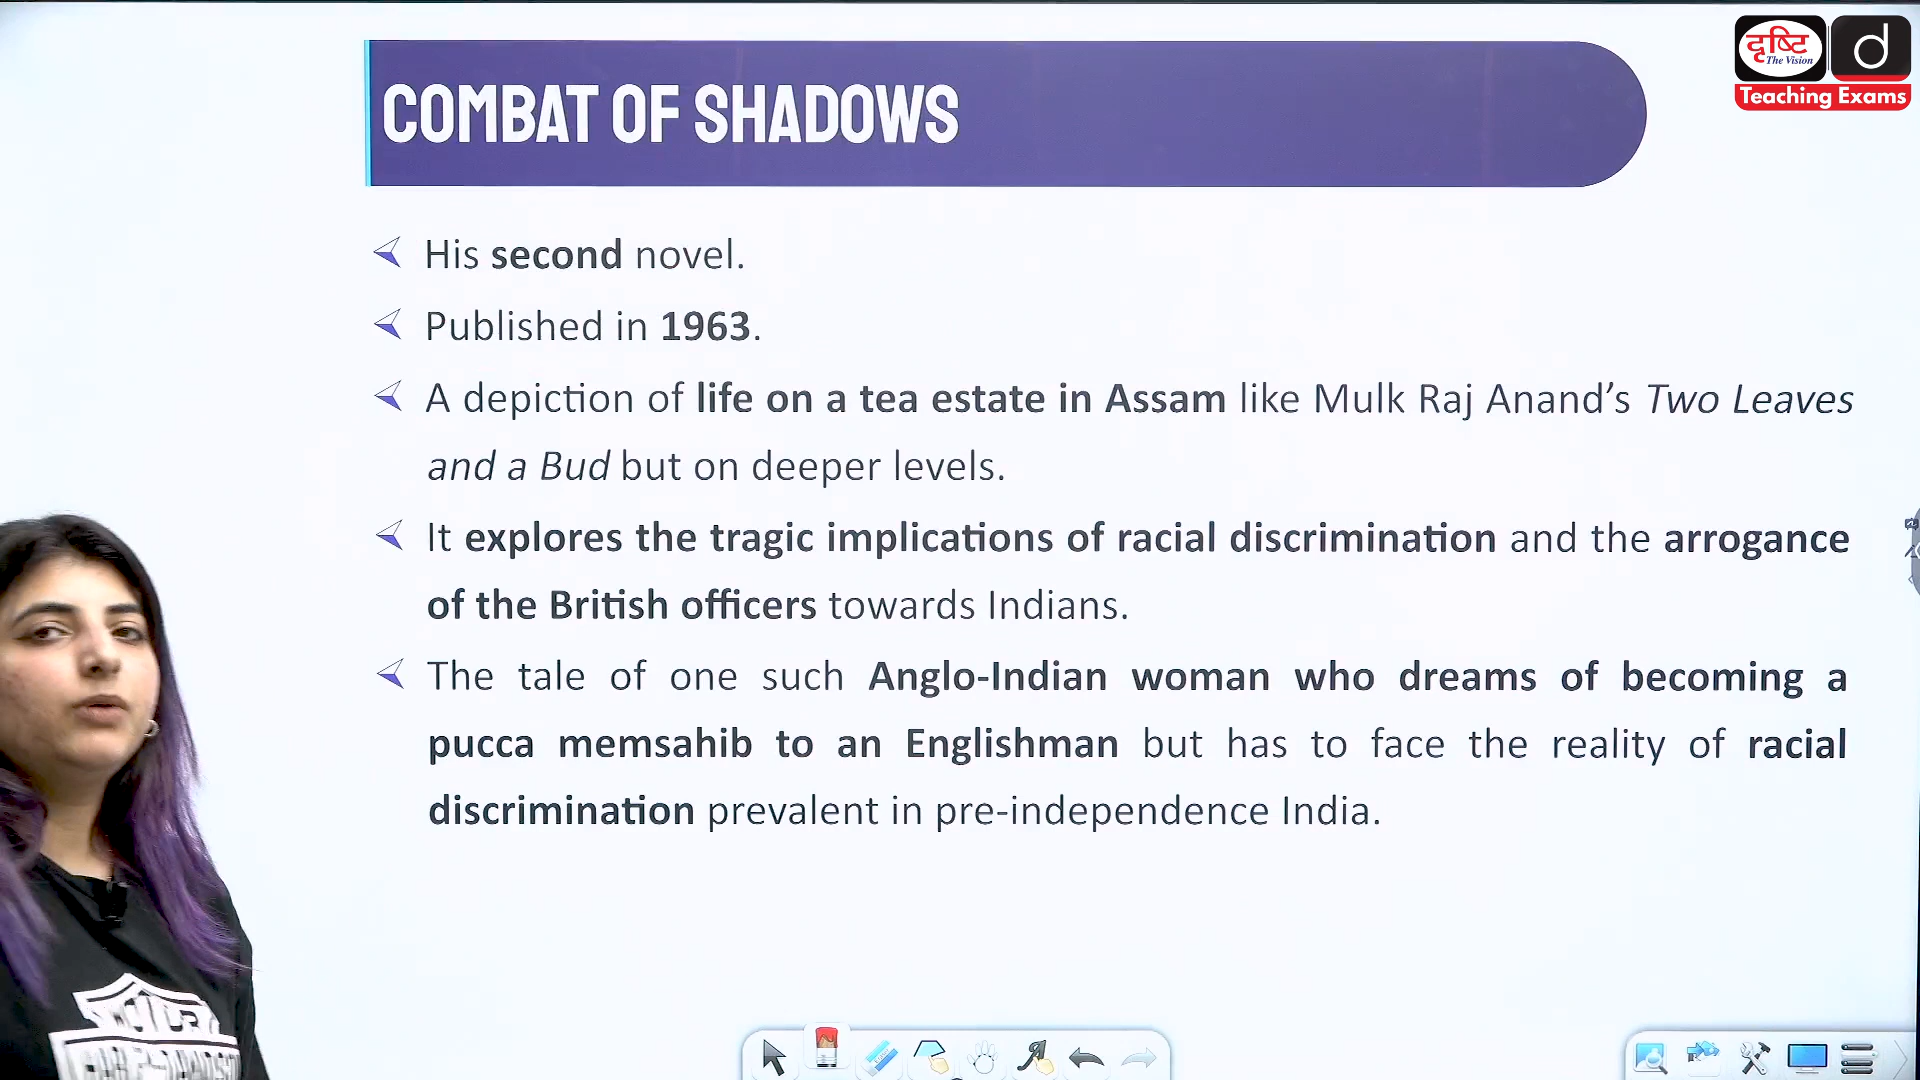 दृष्टि
The Vision
d
Teaching Exams
COMBAT OF SHADOWS
His second novel.
Published in 1963.
A depiction of life on a tea estate in Assam like Mulk Raj Anand’s Two Leaves
and a Bud but on deeper levels.
It explores the tragic implications of racial discrimination and the arrogance
of the British officers towards Indians.
The tale of one such Anglo-Indian woman who dreams of becoming a
pucca memsahib to an Englishman but has to face the reality of racial
discrimination prevalent in pre-independence India.